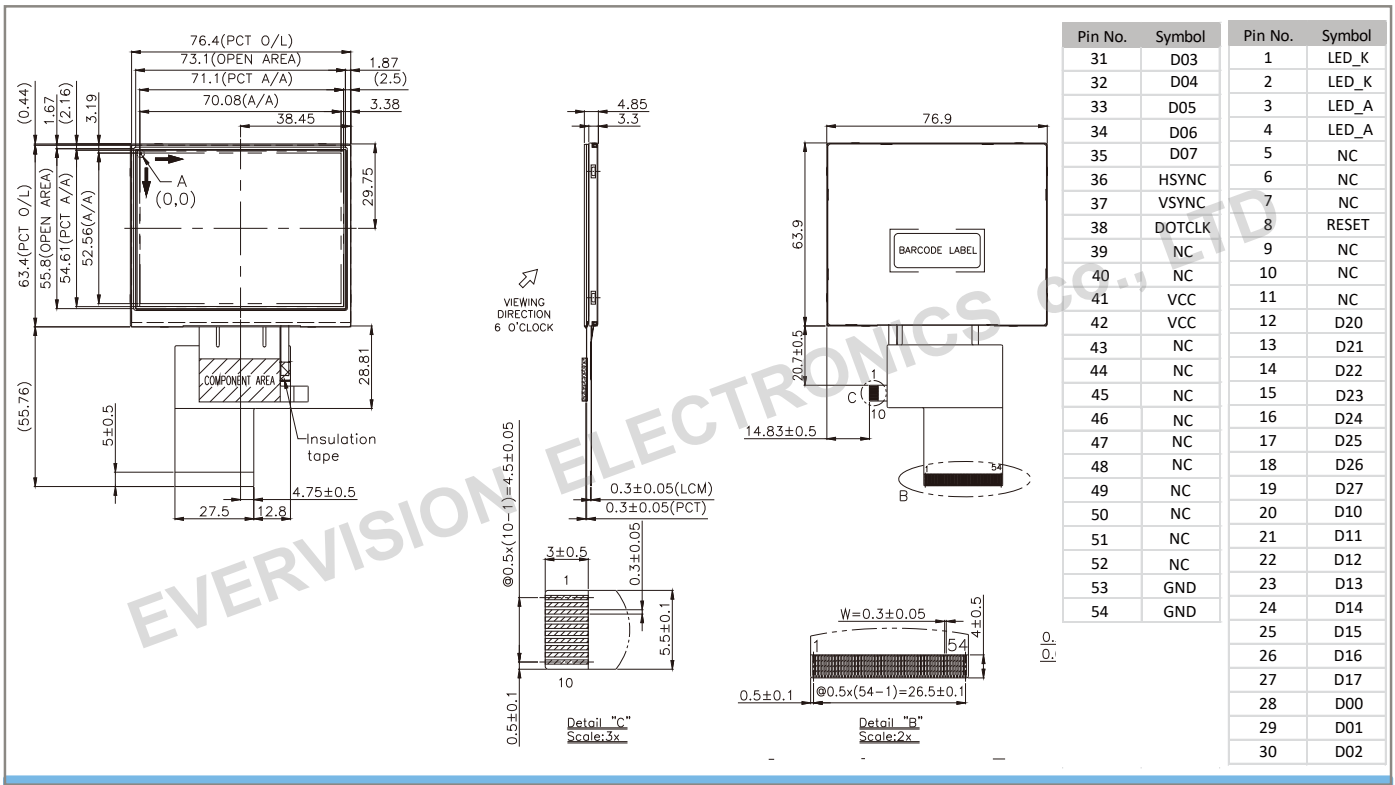 76.4(PCT O/L)
73.1(OPEN AREA)
1.87
71.1(PCT A/A)
(2.5)
70.08(A/A)
3.38
38.45
(0.44)
1.67
(2.16)
3.19
63.4(PCT O/L)
55.8(OPEN AREA)
54.61(PCT A/A)
52.56(A/A)
A
(0,0)
29.75
(55.76)
5±0.5
COMPONENT AREA
28.81
Insulation
tape
4.75±0.5
27.5
12.8
4.85
3.3
VIEWING
DIRECTION
6 O'CLOCK
0.3±0.05(LCM)
0.3±0.05(PCT)
76.9
63.9
BARCODE LABEL
20.7±0.5
1
C
10
14.83±0.5
1
54
B
@0.5x(10-1)=4.5±0.05
3±0.5
0.3±0.05
1
5.5±0.1
10
0.5±0.1
Detail "C"
Scale:3x
W=0.3±0.05
4±0.5
1
54
0.5±0.1
@0.5x(54-1)=26.5±0.1
Detail "B"
Scale:2x
EVERVISION ELECTRONICS CO., LTD
Pin No. Symbol
31 D03
32 D04
33 D05
34 D06
35 D07
36 HSYNC
37 VSYNC
38 DOTCLK
39 NC
40 NC
41 VCC
42 VCC
43 NC
44 NC
45 NC
46 NC
47 NC
48 NC
49 NC
50 NC
51 NC
52 NC
53 GND
54 GND
Pin No. Symbol
1 LED_K
2 LED_K
3 LED_A
4 LED_A
5 NC
6 NC
7 NC
8 RESET
9 NC
10 NC
11 NC
12 D20
13 D21
14 D22
15 D23
16 D24
17 D25
18 D26
19 D27
20 D10
21 D11
22 D12
23 D13
24 D14
25 D15
26 D16
27 D17
28 D00
29 D01
30 D02